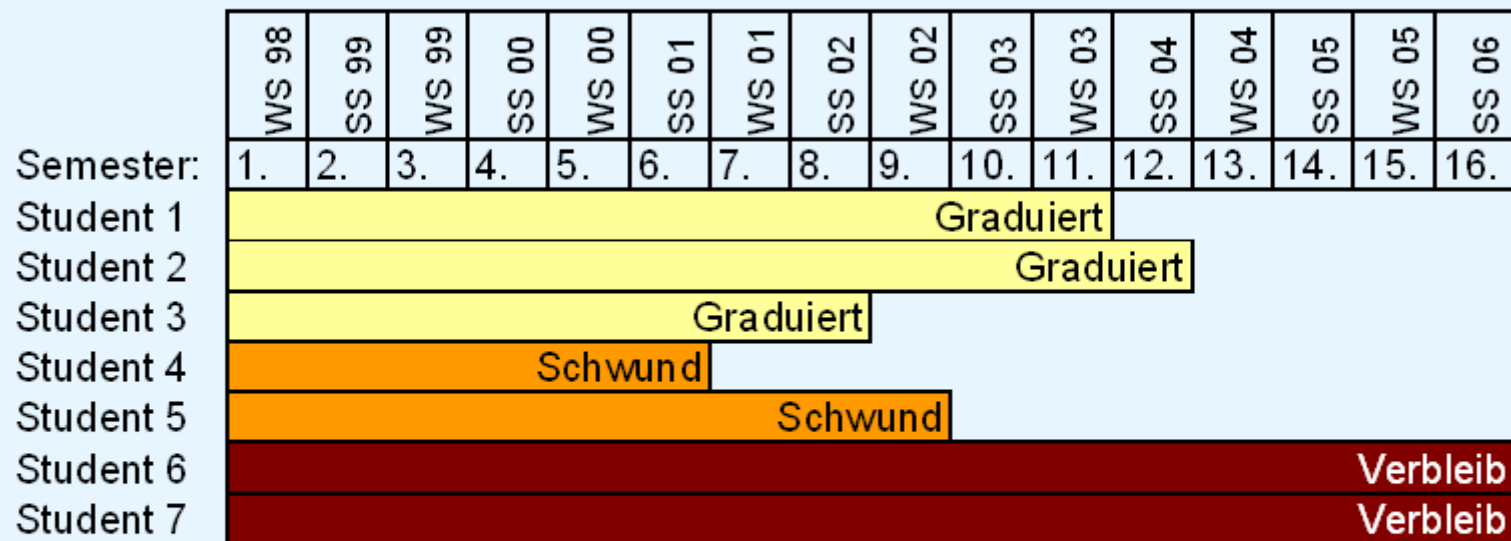 WS 98 SS 99 WS 99 SS 00 WS 00 SS 01 WS 01 SS 02 WS 02 SS 03 WS 03 SS 04 WS 04 SS 05 WS 05 SS 06
Semester: 1. 2. 3. 4. 5. 6. 7. 8. 9. 10. 11. 12. 13. 14. 15. 16.
Student 1 Graduiert
Student 2 Graduiert
Student 3 Graduiert
Student 4 Schwund
Student 5 Schwund
Student 6 Verbleib
Student 7 Verbleib